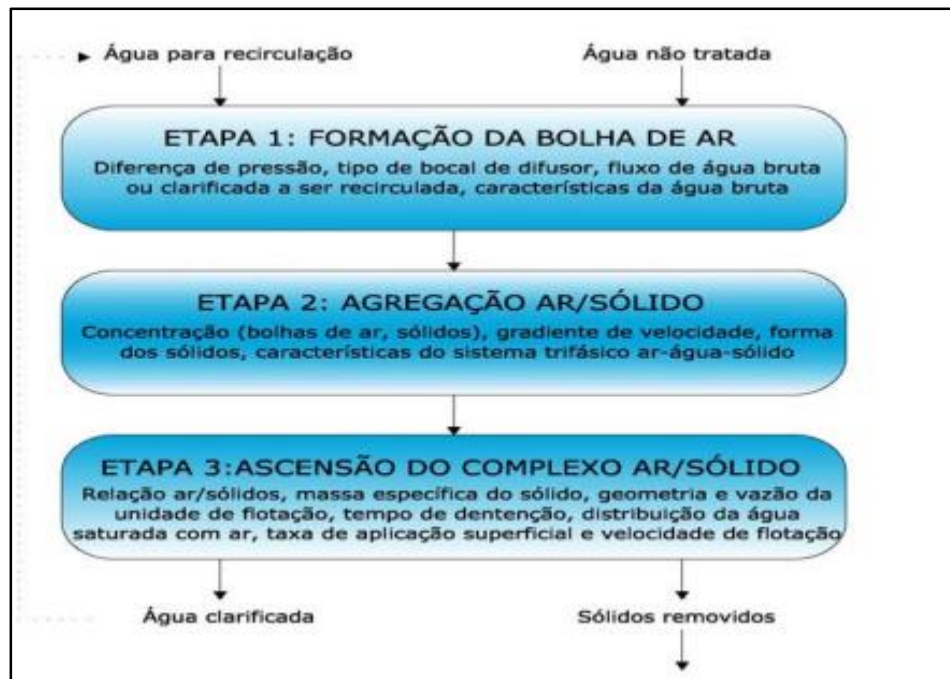 Água para recirculação
Água não tratada
ETAPA 1: FORMAÇÃO DA BOLHA DE AR
Diferença de pressão, tipo de bocal de difusor, fluxo de água bruta
ou clarificada a ser recirculada, características da água bruta
ETAPA 2: AGREGAÇÃO AR/SÓLIDO
Concentração (bolhas de ar, sólidos), gradiente de velocidade, forma
dos sólidos, características do sistema trifásico ar-água-sólido
ETAPA 3:ASCENSÃO DO COMPLEXO AR/SÓLIDO
Relação ar/sólidos, massa específica do sólido, geometria e vazão da
unidade de flotação, tempo de dentenção, distribuição da água
saturada com ar, taxa de aplicação superficial e velocidade de flotação
Água clarificada
Sólidos removidos